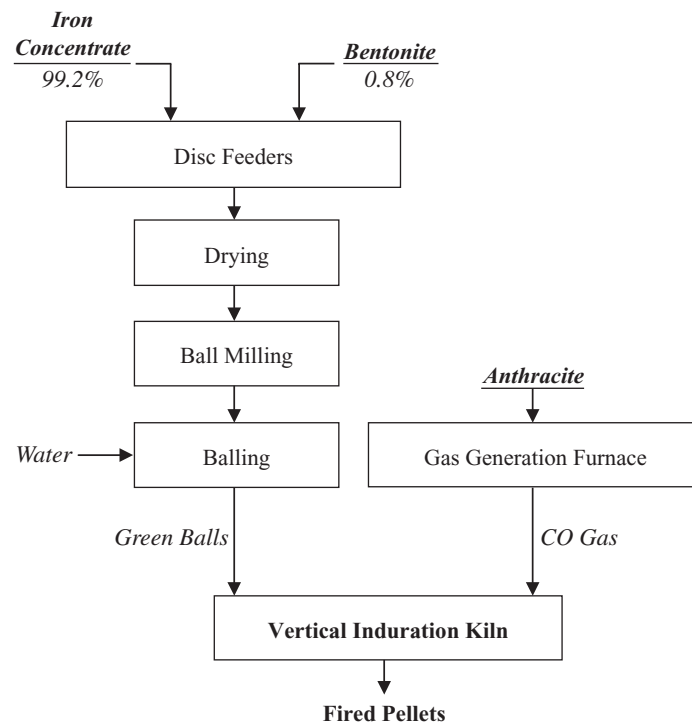 Iron
Concentrate
99.2%
Bentonite
0.8%
Disc Feeders
Drying
Ball Milling
Anthracite
Water
Balling
Gas Generation Furnace
Green Balls
CO Gas
Vertical Induration Kiln
Fired Pellets